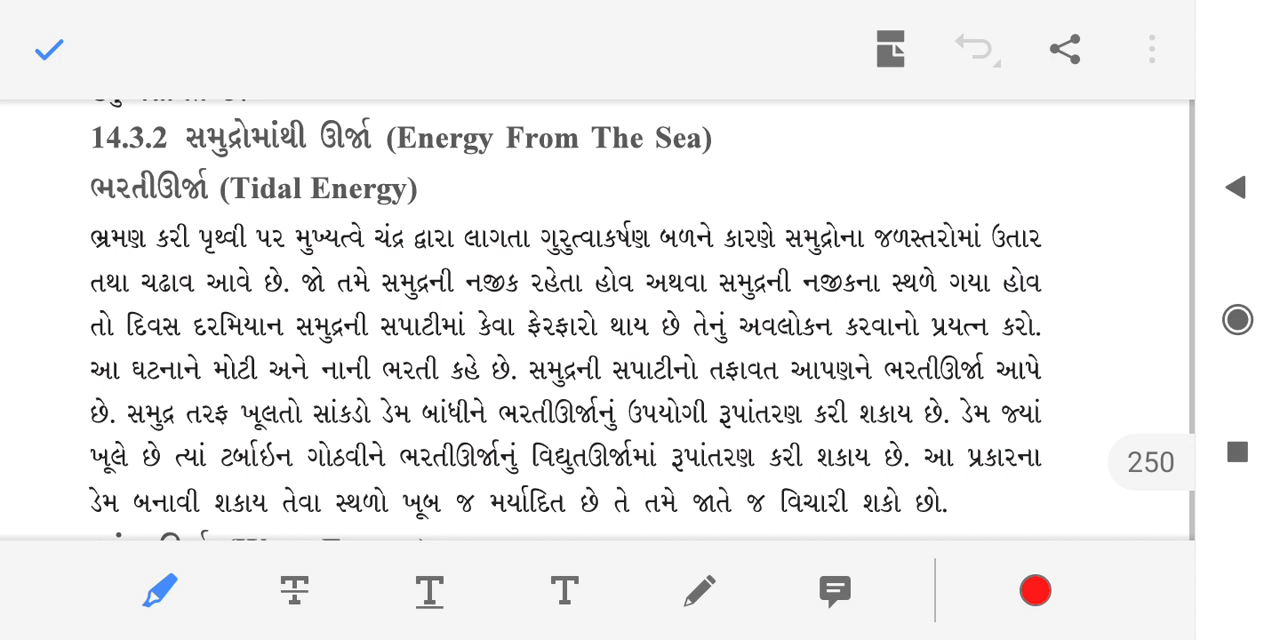 14.3.2 સમુદ્રોમાંથી ઊર્જા (Energy From The Sea)
ભરતીઊર્જા (Tidal Energy)
ભ્રમણ કરી પૃથ્વી પર મુખ્યત્વે ચંદ્ર દ્વારા લાગતા ગુરુત્વાકર્ષણ બળને કારણે સમુદ્રોના જળસ્તરોમાં ઉતાર
તથા ચઢાવ આવે છે. જો તમે સમુદ્રની નજીક રહેતા હોવ અથવા સમુદ્રની નજીકના સ્થળે ગયા હોવ
તો દિવસ દરમિયાન સમુદ્રની સપાટીમાં કેવા ફેરફારો થાય છે તેનું અવલોકન કરવાનો પ્રયત્ન કરો.
આ ઘટનાને મોટી અને નાની ભરતી કહે છે. સમુદ્રની સપાટીનો તફાવત આપણને ભરતીઊર્જા આપે
છે. સમુદ્ર તરફ ખૂલતો સાંકડો ડેમ બાંધીને ભરતીઊર્જાનું ઉપયોગી રૂપાંતરણ કરી શકાય છે. ડેમ જ્યાં
ખૂલે છે ત્યાં ટર્બાઇન ગોઠવીને ભરતીઊર્જાનું વિદ્યુતઊર્જામાં રૂપાંતરણ કરી શકાય છે. આ પ્રકારના
250
ડેમ બનાવી શકાય તેવા સ્થળો ખૂબ જ મર્યાદિત છે તે તમે જાતે જ વિચારી શકો છો.